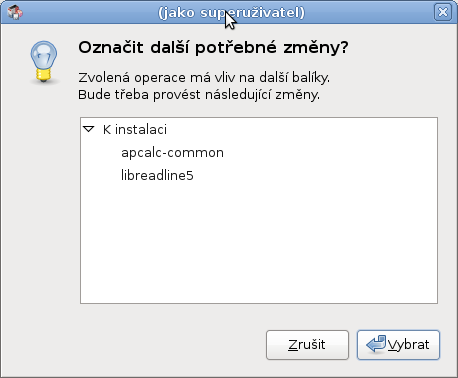 (jako superuživatel)
Označit další potřebné změny?
Zvolená operace má vliv na další balíky.
Bude třeba provést následující změny.
K instalaci
apcalc-common
libreadline5
Zrušit
Vybrat